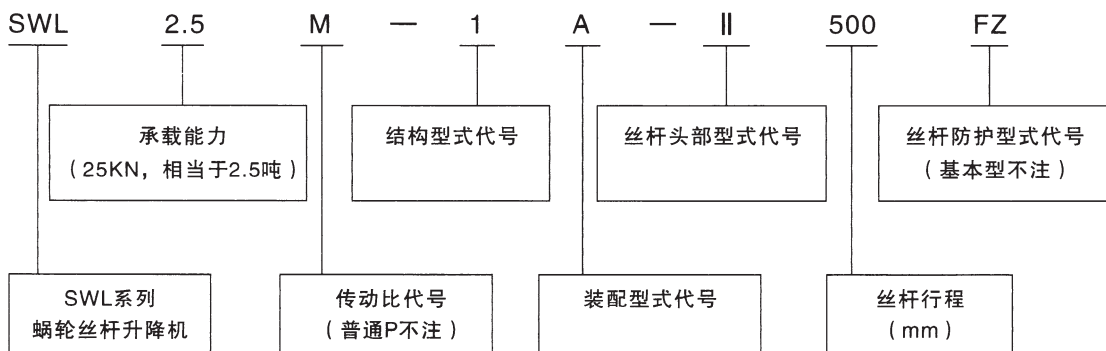 SWL 2.5 M — 1 A — Ⅱ 500 FZ
承载能力
（25KN，相当于2.5吨）
结构型式代号
丝杆头部型式代号
丝杆防护型式代号
（基本型不注）
SWL系列
蜗轮丝杆升降机
传动比代号
（普通P不注）
装配型式代号
丝杆行程
（mm）